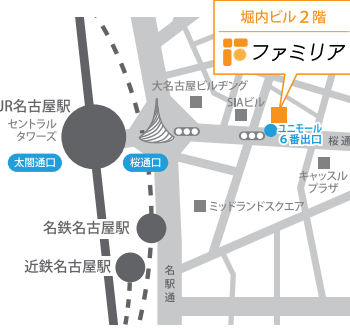 堀内ビル2階
ファミリア
大名古屋ビルヂング
SIAビル
JR名古屋駅
セントラル
タワーズ
太閤通口
桜通口
ユニモール
6番出口
桜通
キャッスル
プラザ
ミッドランドスクエア
名鉄名古屋駅
近鉄名古屋駅
名駅通